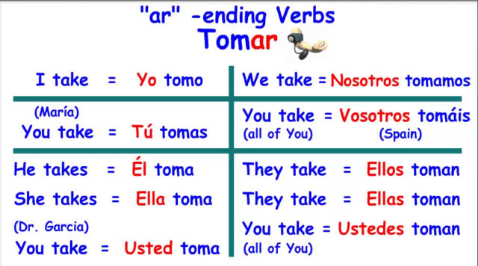 "ar" -ending Verbs
Tomar
I take = Yo tomo
We take = Nosotros tomamos
(María)
You take = Tú tomas
You take = Vosotros tomáis
(all of You) (Spain)
He takes = Él toma
She takes = Ella toma
(Dr. Garcia)
You take = Usted toma
They take = Ellos toman
They take = Ellas toman
You take = Ustedes toman
(all of You)